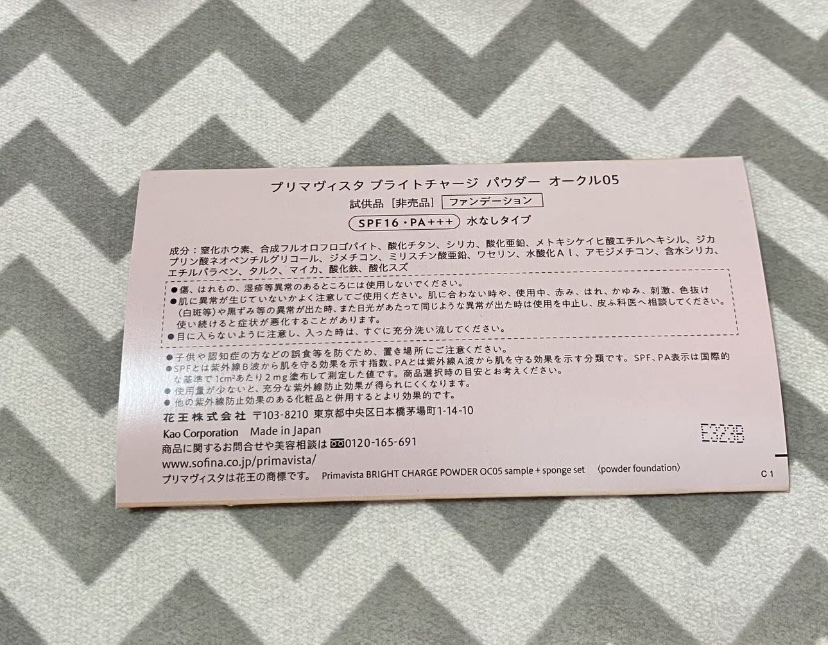 プリマヴィスタ ブライトチャージ パウダー オークル05
試供品 [非売品] ファンデーション
SPF16・PA+++ 水なしタイプ
成分：窒化ホウ素、合成フルオロフロゴパイト、酸化チタン、シリカ、酸化亜鉛、メトキシケイヒ酸エチルヘキシル、ジカ
プリン酸ネオペンチルグリコール、ジメチコン、ミリスチン酸亜鉛、ワセリン、水酸化Ａｌ、アモジメチコン、含水シリカ、
エチルパラベン、タルク、マイカ、酸化鉄、酸化スズ
●傷、はれもの、湿疹等異常のあるところには使用しないでください。
●肌に異常が生じていないかよく注意してご使用ください。肌に合わない時や、使用中、赤み、はれ、かゆみ、刺激、色抜け
(白斑等)や黒ずみ等の異常が出た時、また日光があたって同じような異常が出た時は使用を中止し、皮ふ科医へ相談してください。
使い続けると症状が悪化することがあります。
●目に入らないように注意し、入った時は、すぐに充分洗い流してください。
●子供や認知症の方などの誤食等を防ぐため、置き場所にご注意ください。
●SPFとは紫外線Ｂ波から肌を守る効果を示す指数、PAとは紫外線Ａ波から肌を守る効果を示す分類です。SPF、PA表示は国際的
な基準で1cm²あたり2mg塗布して測定した値です。商品選択時の目安とお考えください。
●使用量が少ないと、充分な紫外線防止効果が得られにくくなります。
●他の紫外線防止効果のある化粧品と併用するとより効果的です。
花王株式会社 〒103-8210 東京都中央区日本橋茅場町1-14-10
Kao Corporation Made in Japan
商品に関するお問合せや美容相談は 0120-165-691
www.sofina.co.jp/primavista/
プリマヴィスタは花王の商標です。 Primavista BRIGHT CHARGE POWDER OC05 sample + sponge set 〈powder foundation〉
E323B
C 1